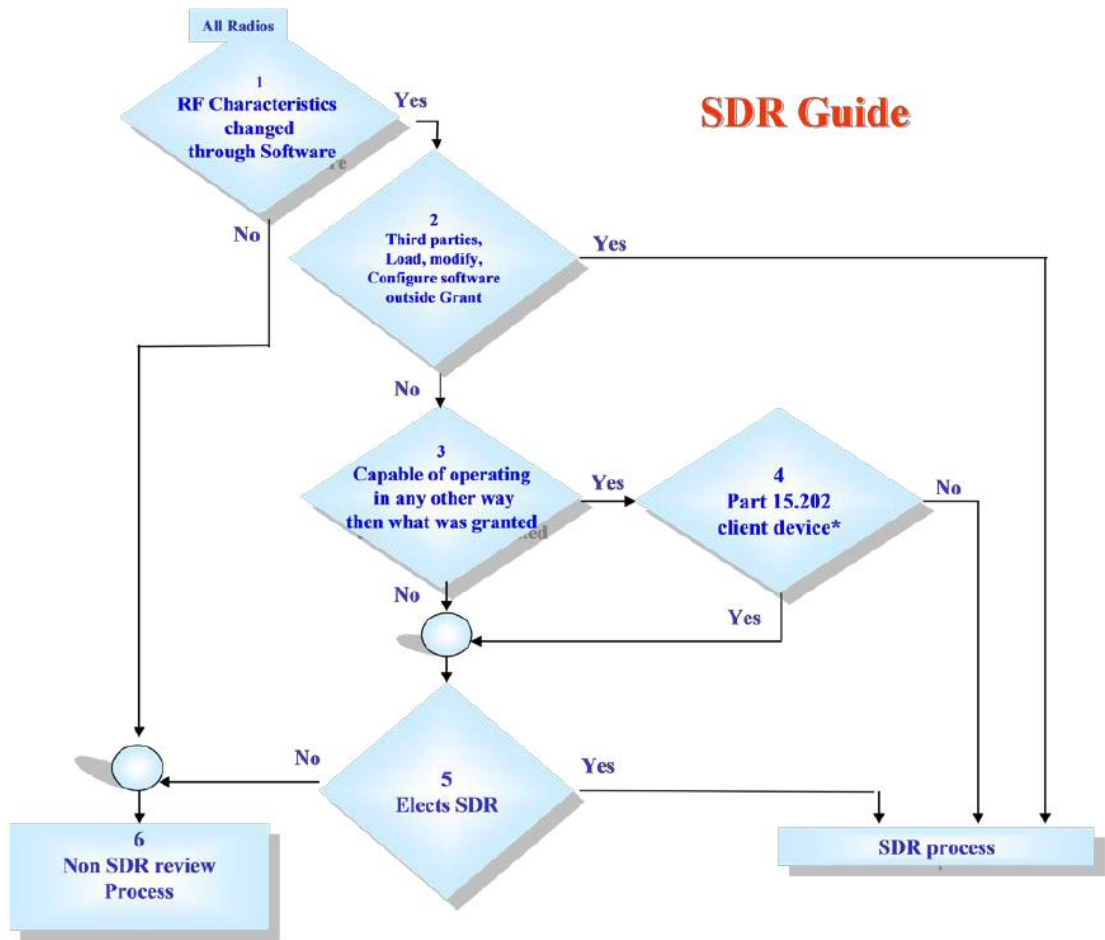 All Radios
1
RF Characteristics
changed
through Software
Yes
SDR Guide
No
2
Third parties,
Load, modify,
Configure software
outside Grant
Yes
No
3
Capable of operating
in any other way
then what was granted
Yes
4
Part 15.202
client device*
No
No
Yes
5
Elects SDR
No
Yes
6
Non SDR review
Process
SDR process